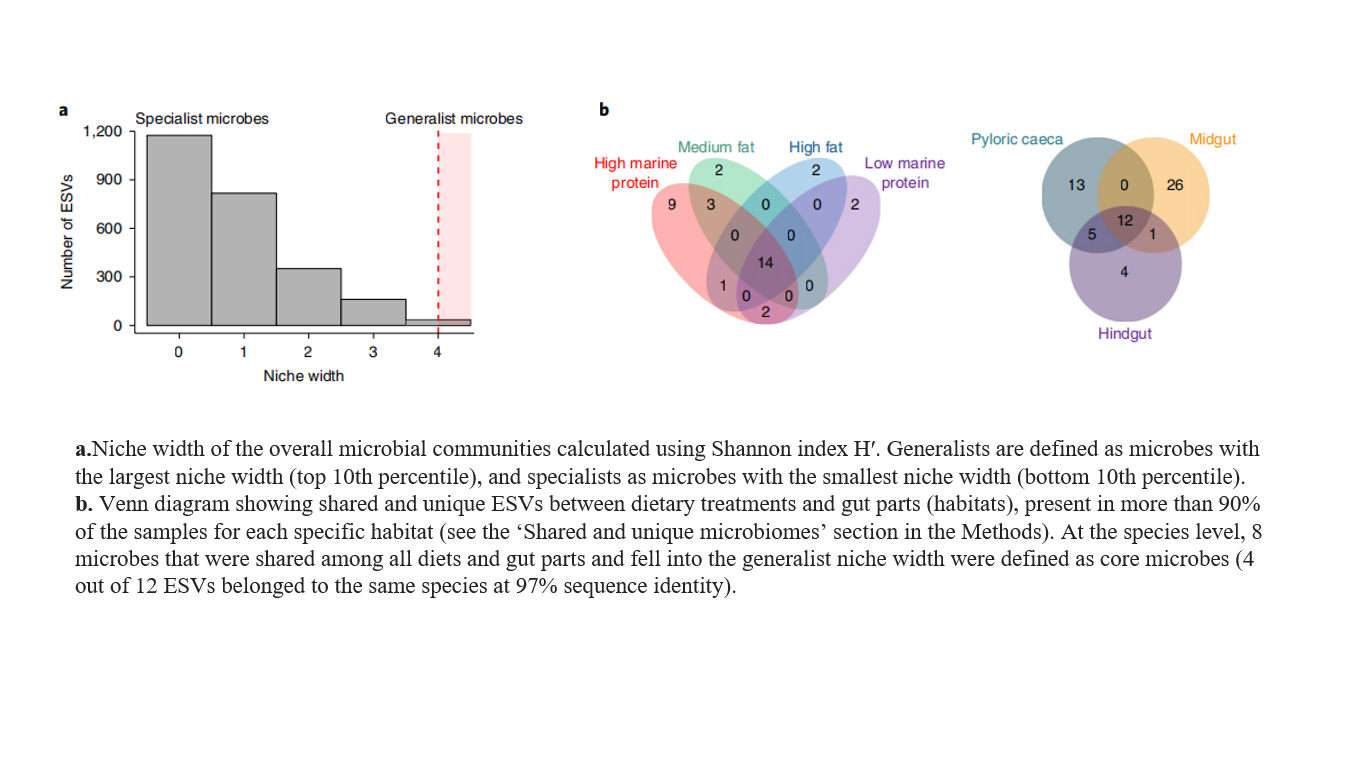 a
Specialist microbes
Generalist microbes
1,200
900
600
300
0
Number of ESVs
0 1 2 3 4
Niche width
b
Medium fat
High fat
High marine
protein
Low marine
protein
2 2
9 3 0 0 2
0 0
14
1 0
0 0
2
Pyloric caeca
Midgut
13 0 26
12
5 1
4
Hindgut
a.Niche width of the overall microbial communities calculated using Shannon index H′. Generalists are defined as microbes with
the largest niche width (top 10th percentile), and specialists as microbes with the smallest niche width (bottom 10th percentile).
b. Venn diagram showing shared and unique ESVs between dietary treatments and gut parts (habitats), present in more than 90%
of the samples for each specific habitat (see the ‘Shared and unique microbiomes’ section in the Methods). At the species level, 8
microbes that were shared among all diets and gut parts and fell into the generalist niche width were defined as core microbes (4
out of 12 ESVs belonged to the same species at 97% sequence identity).